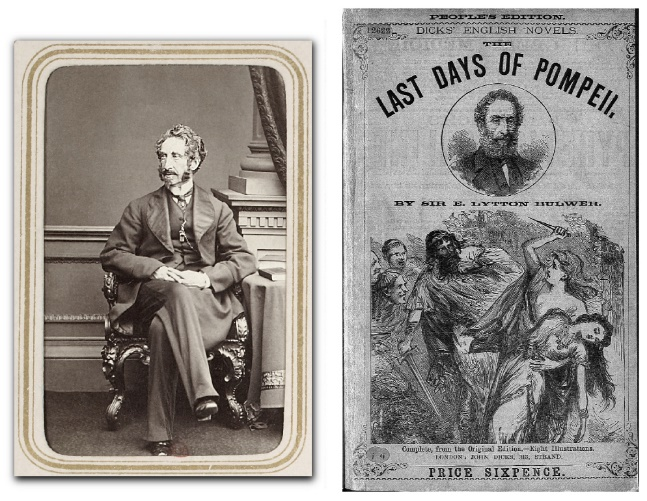 PEOPLE'S EDITION.
12622
DICKS' ENGLISH NOVELS.
THE
LAST DAYS OF POMPEII.
BY SIR E. LYTTON BULWER.
Complete, from the Original Edition.—Eight Illustrations.
LONDON: JOHN DICKS, 313, STRAND.
PRICE SIXPENCE.